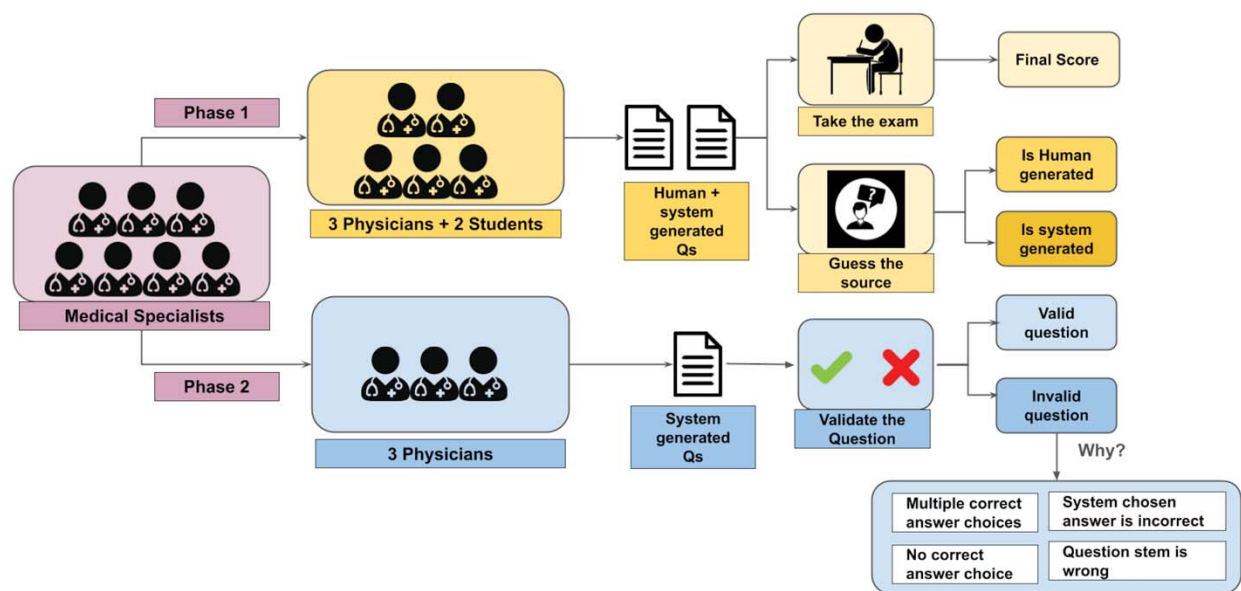 Phase 1
3 Physicians + 2 Students
Medical Specialists
Human +
system
generated
Qs
Take the exam
Final Score
?
Guess the
source
Is Human
generated
Is system
generated
Phase 2
3 Physicians
System
generated
Qs
Validate the
Question
Valid
question
Invalid
question
Why?
Multiple correct
answer choices
System chosen
answer is incorrect
No correct
answer choice
Question stem is
wrong